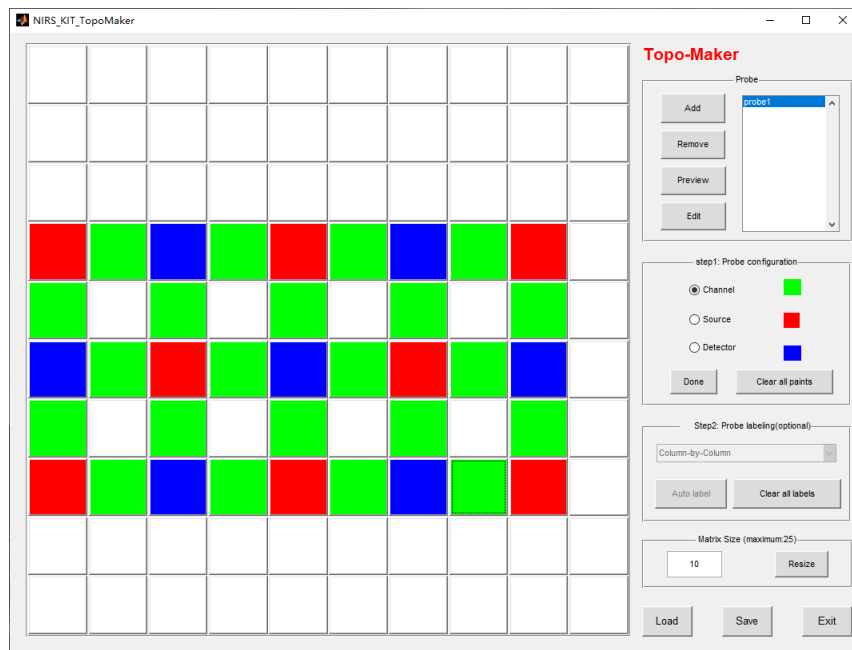 NIRS_KIT_TopoMaker
Topo-Maker
Probe
Add
probe1
Remove
Preview
Edit
step1: Probe configuration
Channel
Source
Detector
Done
Clear all paints
Step2: Probe labeling(optional)
Column-by-Column
Auto label
Clear all labels
Matrix Size (maximum:25)
10
Resize
Load
Save
Exit